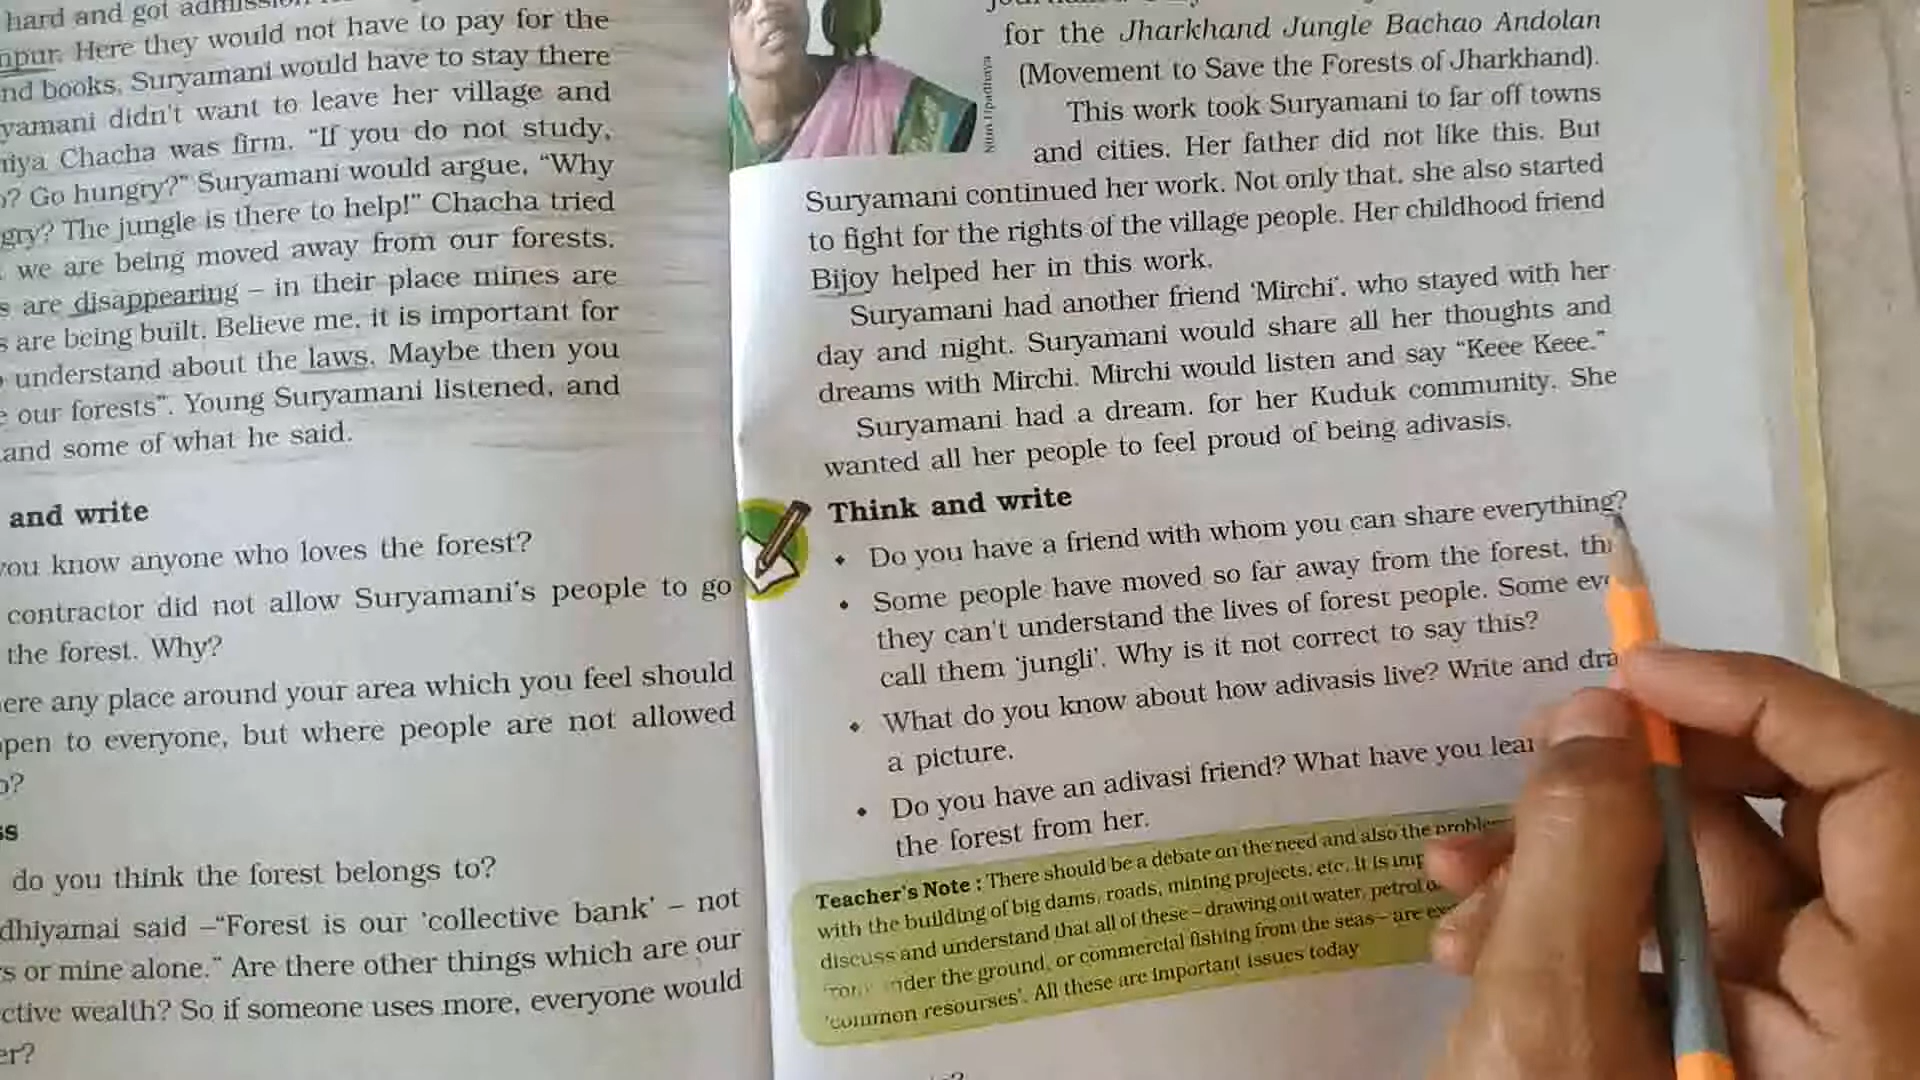 hard and got
Here they would not have to pay for the
nd books. Suryamani would have to stay there
yamani didn't want to leave her village and
niya Chacha was firm. “If you do not study,
? Go hungry?” Suryamani would argue, “Why
gry? The jungle is there to help!” Chacha tried
we are being moved away from our forests,
s are disappearing – in their place mines are
s are being built. Believe me, it is important for
understand about the laws. Maybe then you
e our forests”. Young Suryamani listened, and
and some of what he said.
and write
you know anyone who loves the forest?
contractor did not allow Suryamani's people to go
the forest. Why?
ere any place around your area which you feel should
open to everyone, but where people are not allowed
o?
ss
do you think the forest belongs to?
dhiyamai said –“Forest is our ‘collective bank’ – not
s or mine alone.” Are there other things which are our
ctive wealth? So if someone uses more, everyone would
er?
for the Jharkhand Jungle Bachao Andolan
(Movement to Save the Forests of Jharkhand).
This work took Suryamani to far off towns
and cities. Her father did not like this. But
Suryamani continued her work. Not only that, she also started
to fight for the rights of the village people. Her childhood friend
Bijoy helped her in this work.
Suryamani had another friend ‘Mirchi’, who stayed with her
day and night. Suryamani would share all her thoughts and
dreams with Mirchi. Mirchi would listen and say “Keee Keee.”
Suryamani had a dream, for her Kuduk community. She
wanted all her people to feel proud of being adivasis.
Think and write
• Do you have a friend with whom you can share everything?
• Some people have moved so far away from the forest, th
they can't understand the lives of forest people. Some eve
call them ‘jungli’. Why is it not correct to say this?
• What do you know about how adivasis live? Write and dra
a picture.
• Do you have an adivasi friend? What have you lear
the forest from her.
Teacher's Note : There should be a debate on the need and also the proble
with the building of big dams, roads, mining projects, etc. It is imp
discuss and understand that all of these – drawing out water, petrol o
nder the ground, or commercial fishing from the seas – are ex
‘common resourses’. All these are important issues today